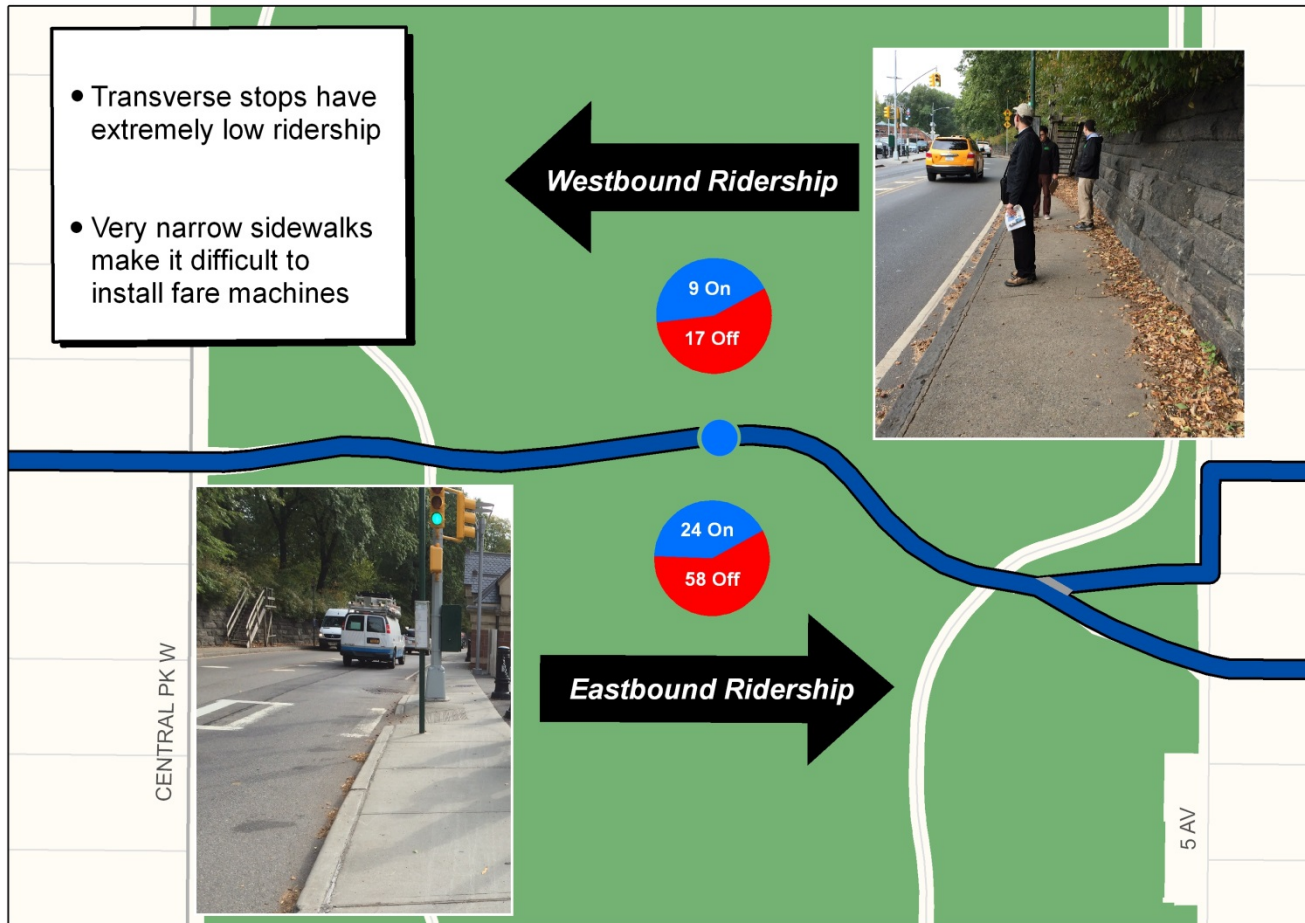 • Transverse stops have
extremely low ridership
• Very narrow sidewalks
make it difficult to
install fare machines
Westbound Ridership
9 On
17 Off
24 On
58 Off
Eastbound Ridership
CENTRAL PK W
5 AV